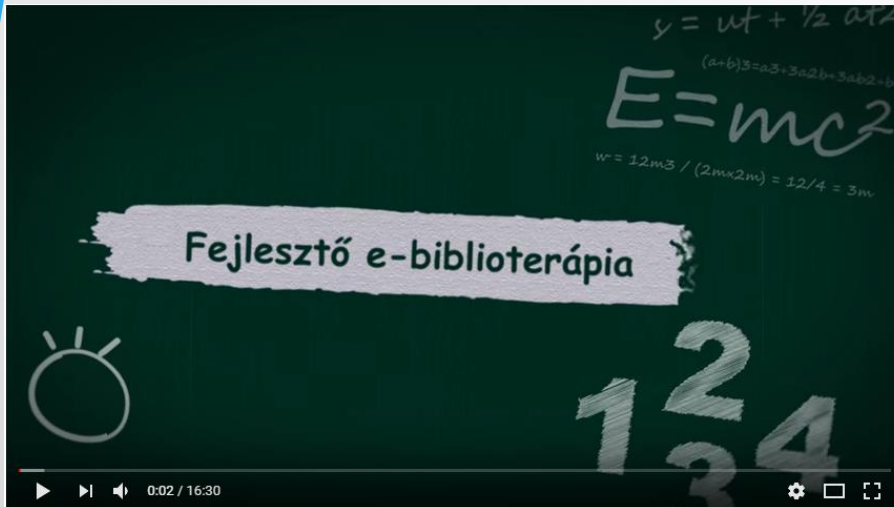 s = ut + ½ at2
(a+b)3=a3+3a2b+3ab2+b
E=mc2
w = 12m3 / (2mx2m) = 12/4 = 3m
Fejlesztő e-biblioterápia
2
1 4
3
0:02 / 16:30